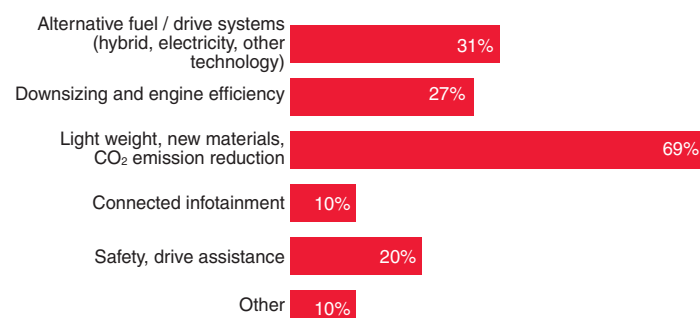 Alternative fuel / drive systems
(hybrid, electricity, other
technology)
31%
Downsizing and engine efficiency
27%
Light weight, new materials,
CO₂ emission reduction
69%
Connected infotainment
10%
Safety, drive assistance
20%
Other
10%